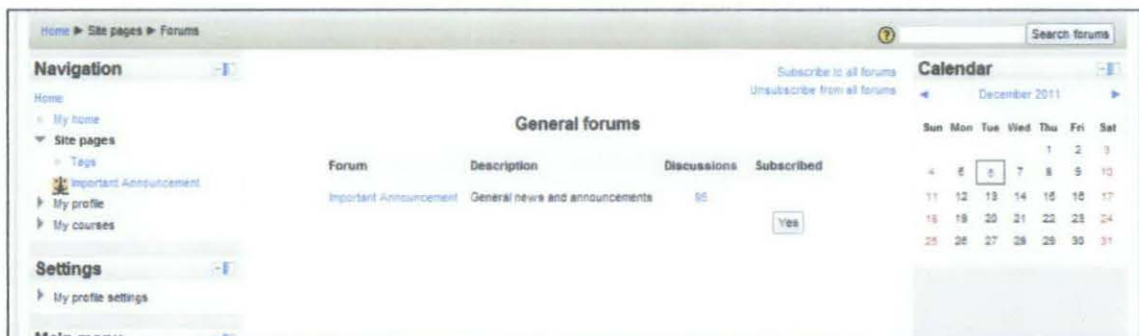 Home ► Site pages ► Forums
Search forums
Navigation
Home
My home
Site pages
Tags
Important Announcement
My profile
My courses
Settings
My profile settings
Main menu
Subscribe to all forums
Unsubscribe from all forums
General forums
Forum Description Discussions Subscribed
Important Announcement General news and announcements 95
Yes
Calendar
◄ December 2011 ►
Sun Mon Tue Wed Thu Fri Sat
1 2 3
4 5 6 7 8 9 10
11 12 13 14 15 16 17
18 19 20 21 22 23 24
25 26 27 28 29 30 31